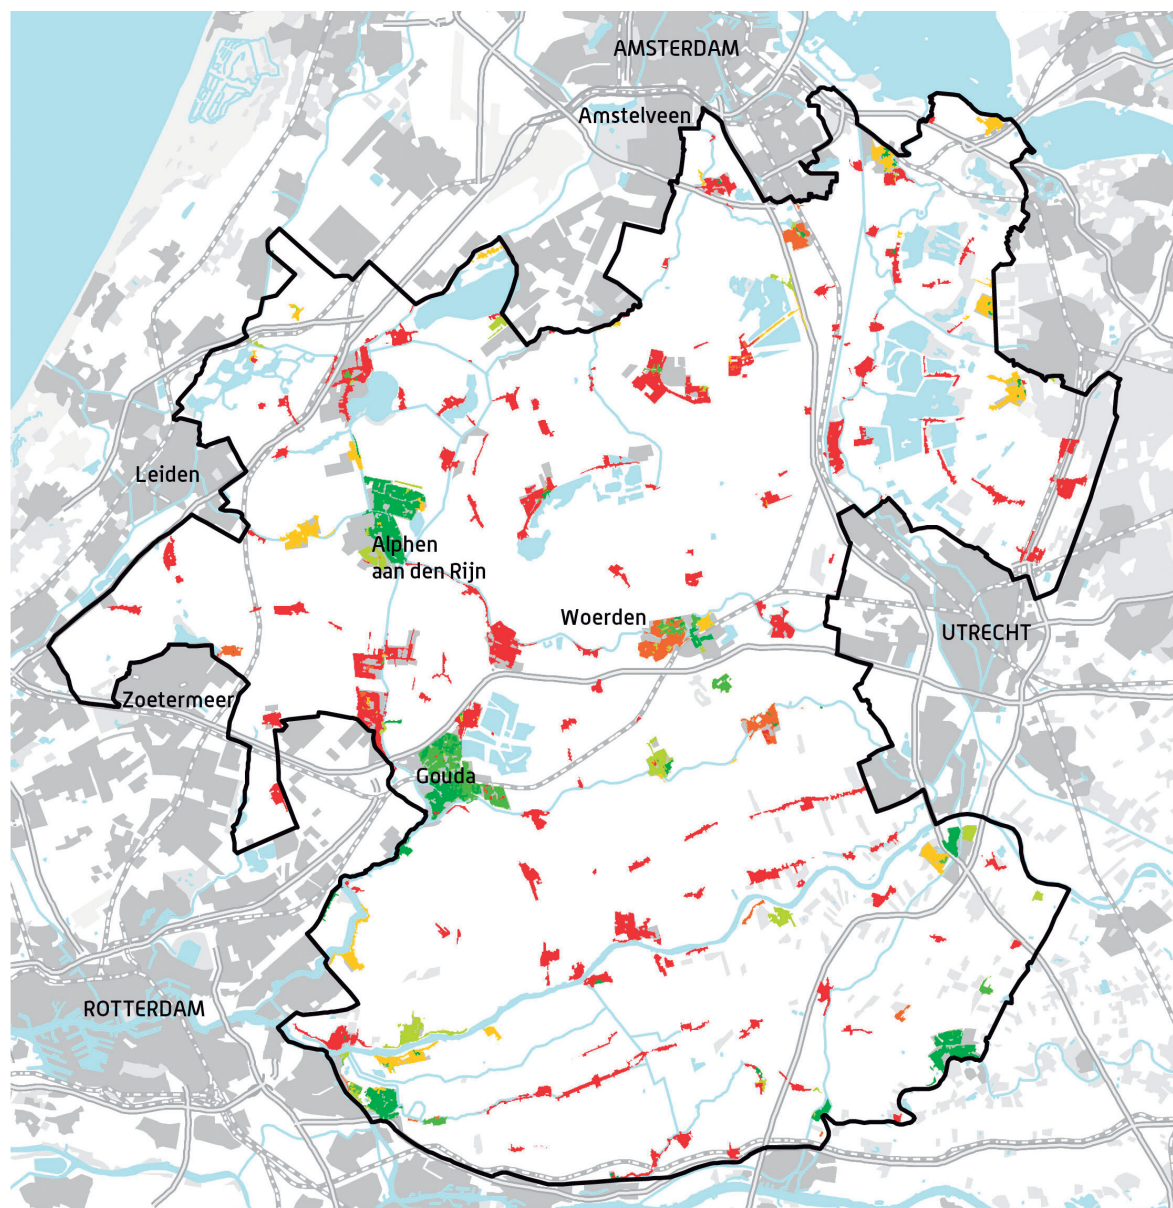 AMSTERDAM
Amstelveen
Leiden
Alphen
aan den Rijn
Woerden
UTRECHT
Zoetermeer
Gouda
ROTTERDAM